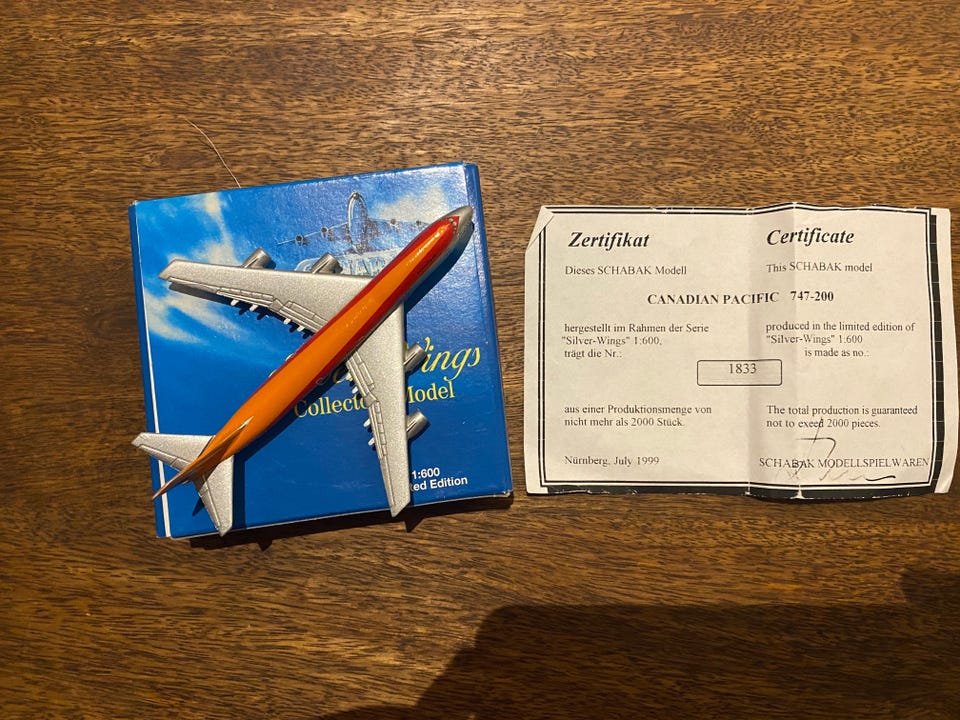 ings
Collecto Model
1:600
ted Edition
Zertifikat
Certificate
Dieses SCHABAK Modell
This SCHABAK model
CANADIAN PACIFIC 747-200
hergestellt im Rahmen der Serie
"Silver-Wings" 1:600,
trägt die Nr.:
produced in the limited edition of
"Silver-Wings" 1:600
is made as no.:
1833
aus einer Produktionsmenge von
nicht mehr als 2000 Stück.
The total production is guaranteed
not to exeed 2000 pieces.
Nürnberg, July 1999
SCHABAK MODELLSPIELWAREN